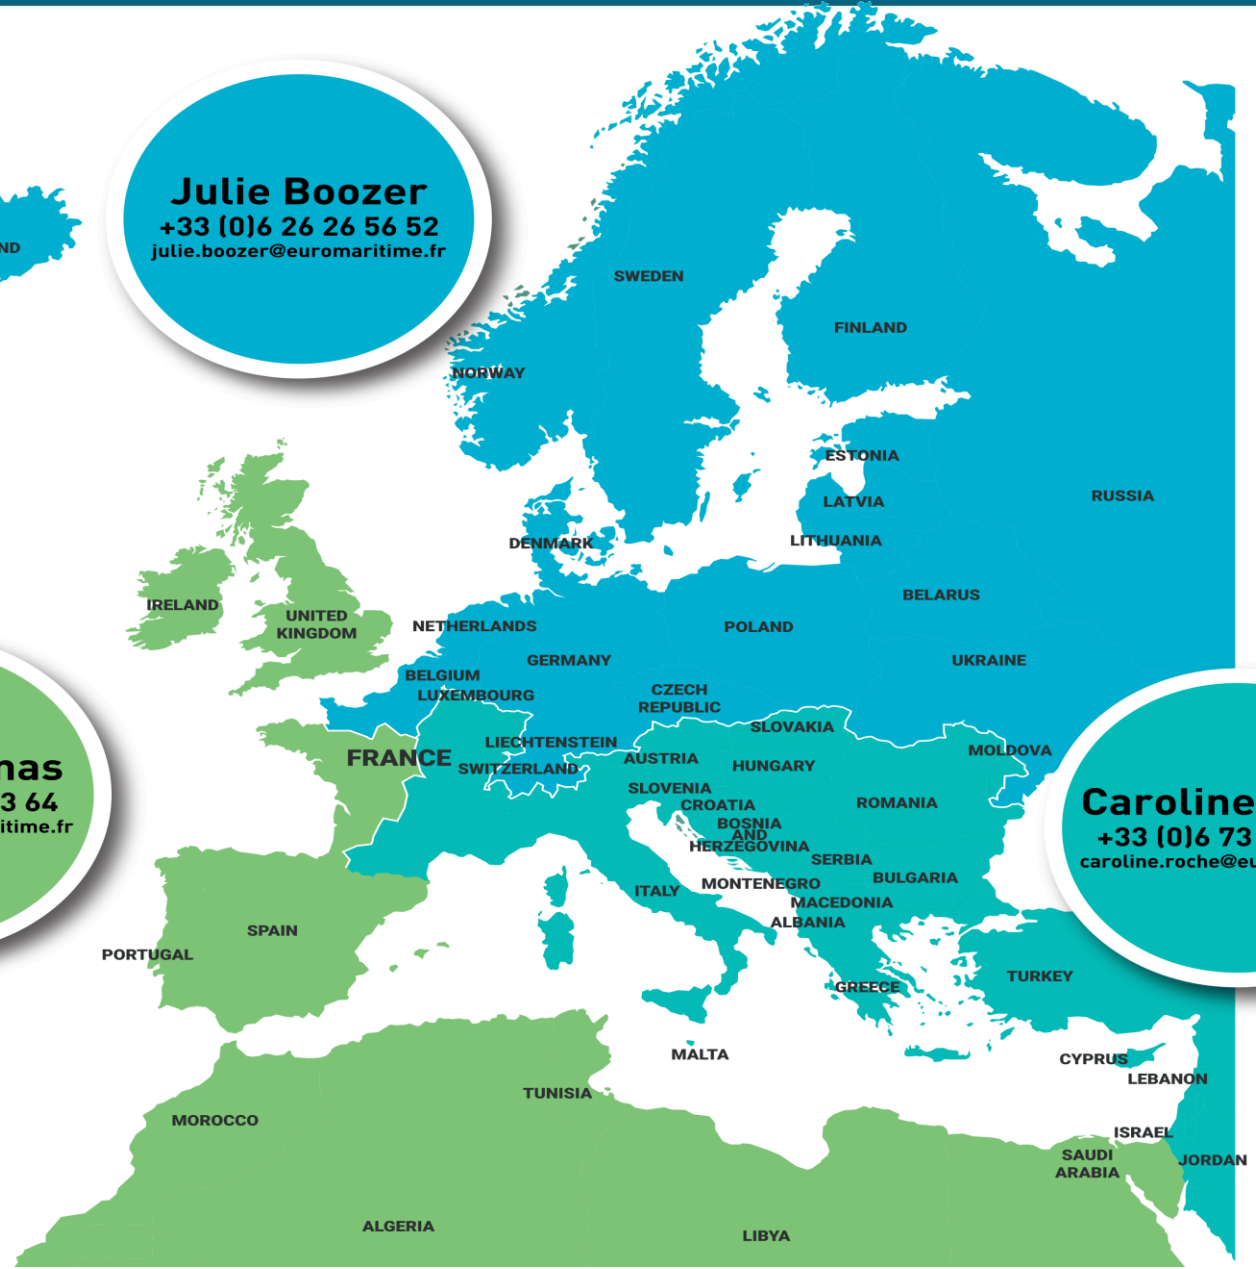 Julie Boozer
+33 (0)6 26 26 56 52
julie.boozer@euromaritime.fr
ND
SWEDEN
FINLAND
NORWAY
ESTONIA
RUSSIA
LATVIA
LITHUANIA
DENMARK
BELARUS
IRELAND
UNITED
KINGDOM
NETHERLANDS
POLAND
GERMANY
UKRAINE
BELGIUM
LUXEMBOURG
CZECH
REPUBLIC
SLOVAKIA
LIECHTENSTEIN
MOLDOVA
FRANCE
SWITZERLAND
AUSTRIA
HUNGARY
nas
3 64
itime.fr
SLOVENIA
CROATIA
ROMANIA
BOSNIA
AND
HERZEGOVINA
Caroline
+33 (0)6 73
caroline.roche@eu
SERBIA
BULGARIA
ITALY
MONTENEGRO
MACEDONIA
ALBANIA
SPAIN
PORTUGAL
GREECE
TURKEY
MALTA
CYPRUS
LEBANON
TUNISIA
MOROCCO
ISRAEL
SAUDI
ARABIA
JORDAN
ALGERIA
LIBYA